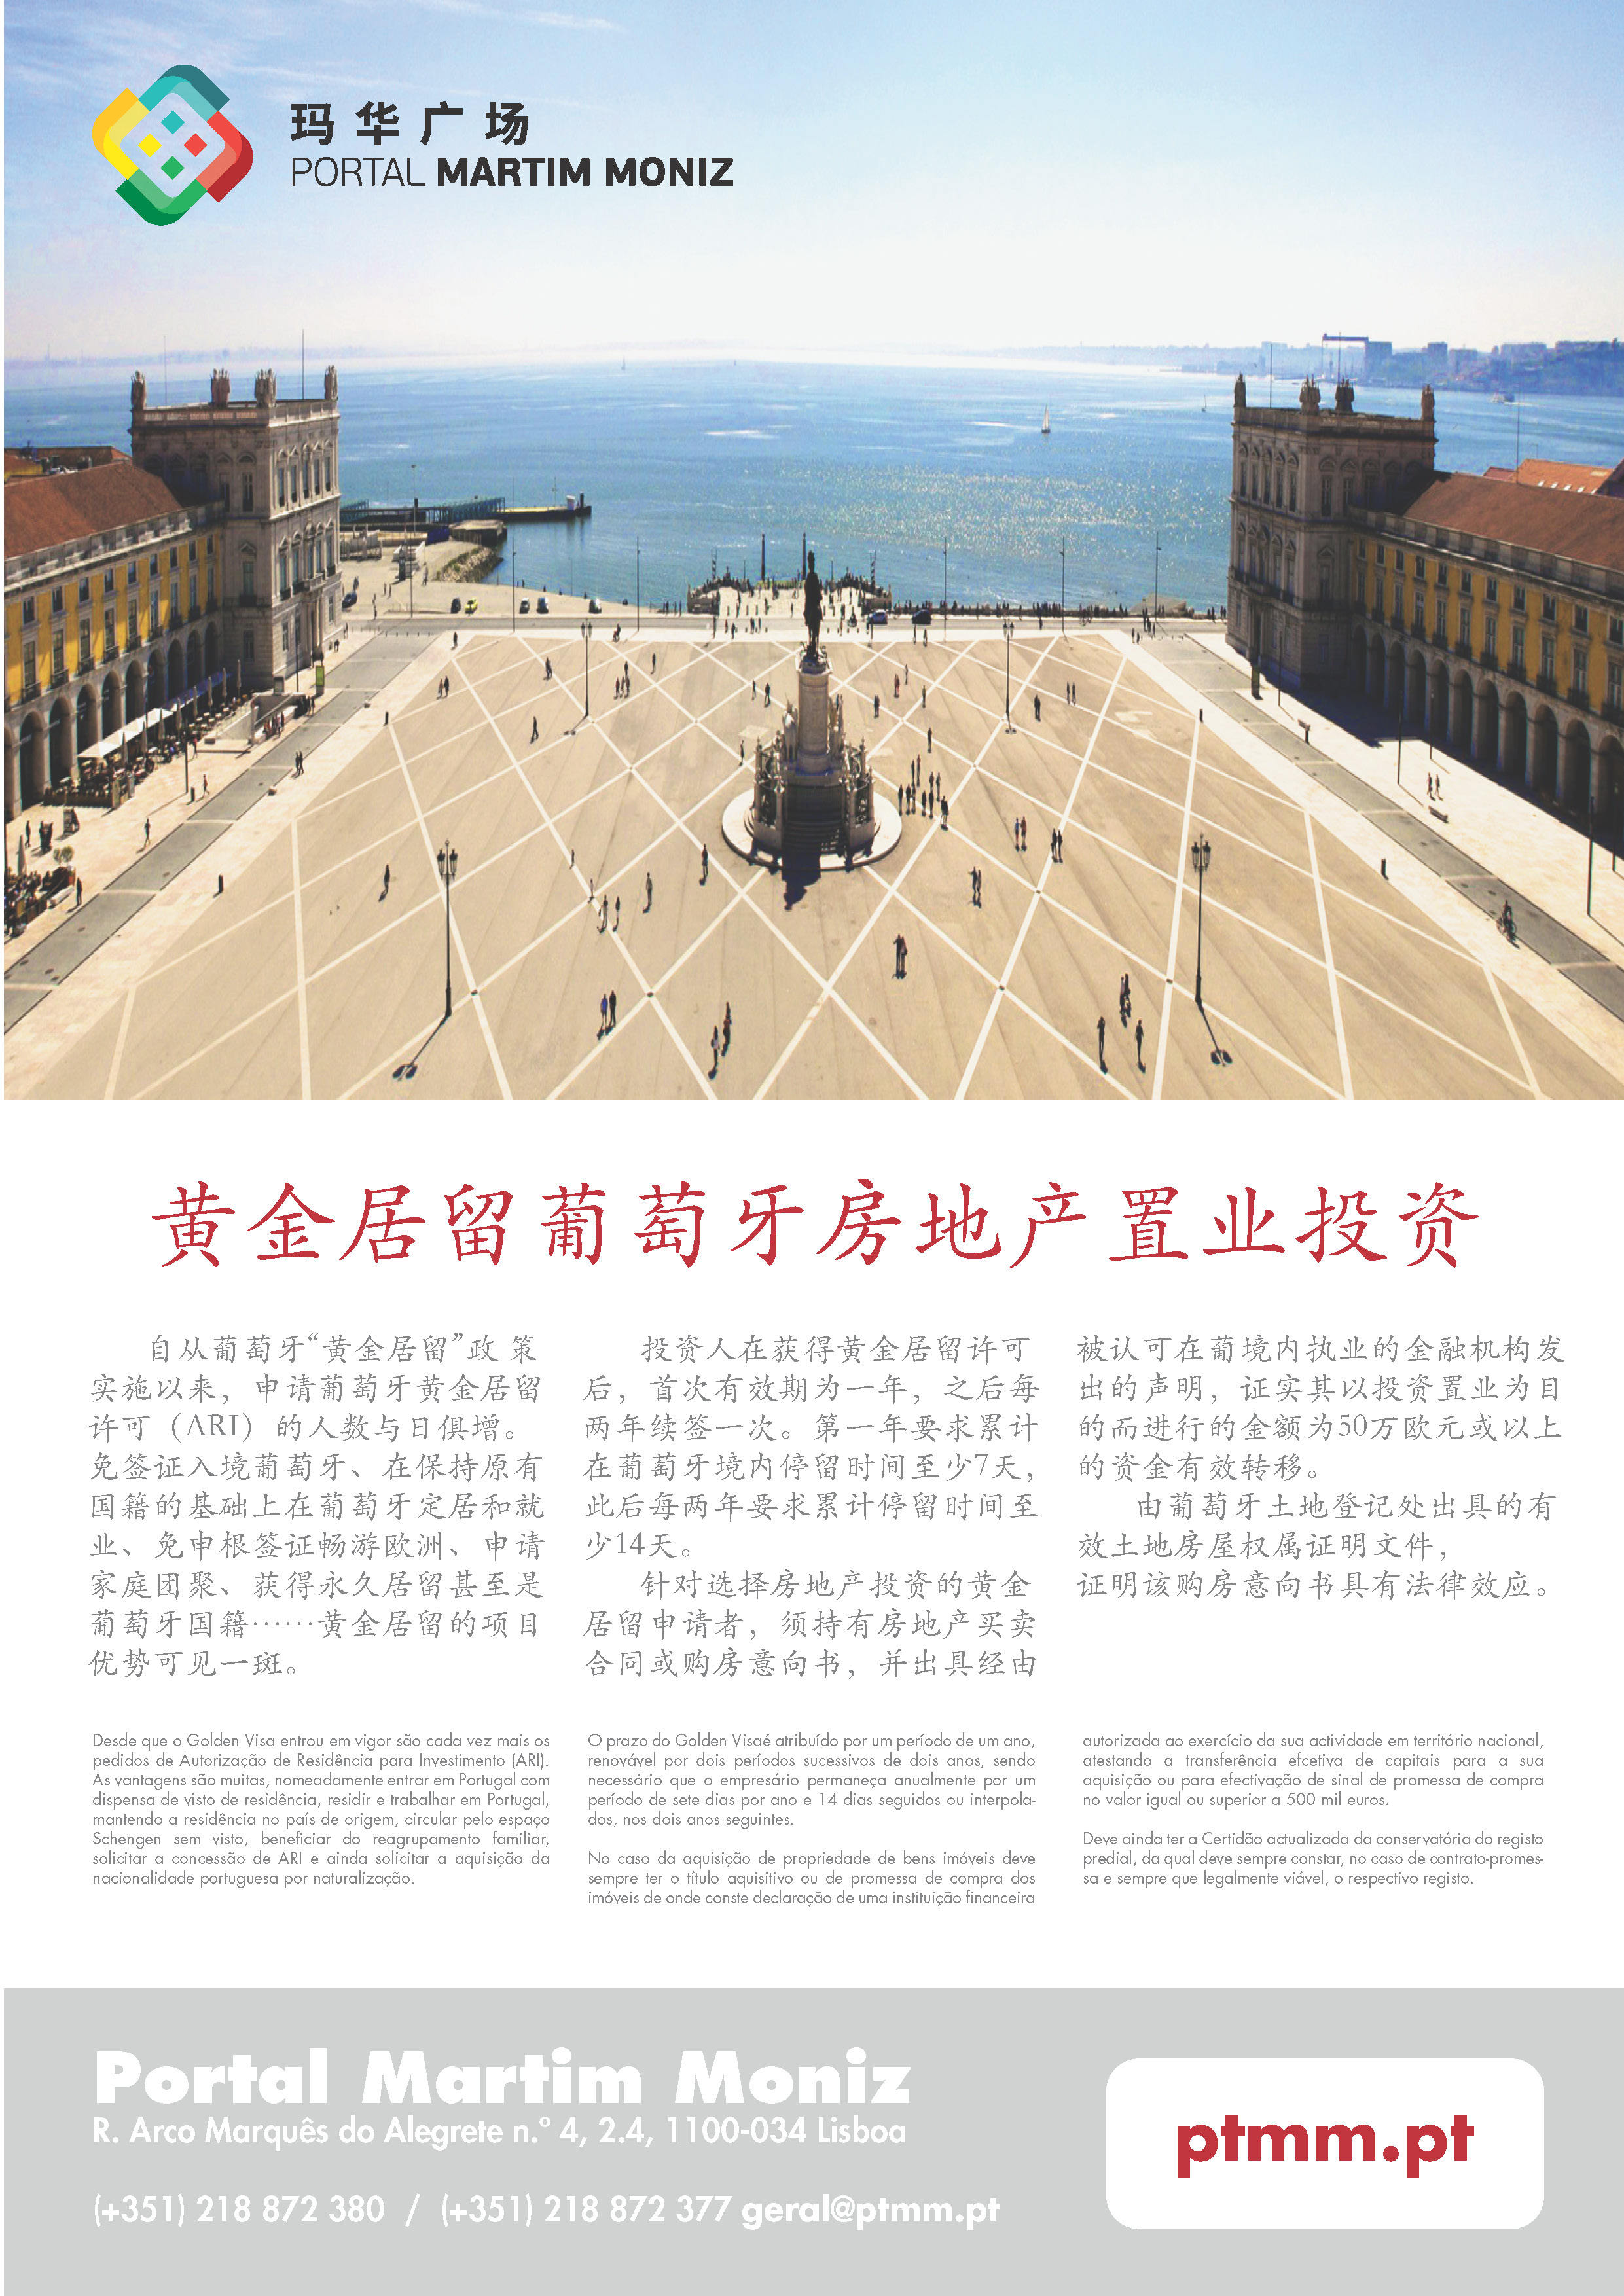 玛华广场
PORTAL MARTIM MONIZ
黄金居留葡萄牙房地产置业投资
自从葡萄牙“黄金居留”政 策
实施以来，申请葡萄牙黄金居留
许可（ARI）的人数与日俱增。
免签证入境葡萄牙、在保持原有
国籍的基础上在葡萄牙定居和就
业、免申根签证畅游欧洲、申请
家庭团聚、获得永久居留甚至是
葡萄牙国籍……黄金居留的项目
优势可见一斑。
投资人在获得黄金居留许可
后，首次有效期为一年，之后每
两年续签一次。第一年要求累计
在葡萄牙境内停留时间至少7天，
此后每两年要求累计停留时间至
少14天。
针对选择房地产投资的黄金
居留申请者，须持有房地产买卖
合同或购房意向书，并出具经由
被认可在葡境内执业的金融机构发
出的声明，证实其以投资置业为目
的而进行的金额为50万欧元或以上
的资金有效转移。
由葡萄牙土地登记处出具的有
效土地房屋权属证明文件，
证明该购房意向书具有法律效应。
Desde que o Golden Visa entrou em vigor são cada vez mais os
pedidos de Autorização de Residência para Investimento (ARI).
As vantagens são muitas, nomeadamente entrar em Portugal com
dispensa de visto de residência, residir e trabalhar em Portugal,
mantendo a residência no país de origem, circular pelo espaço
Schengen sem visto, beneficiar do reagrupamento familiar,
solicitar a concessão de ARI e ainda solicitar a aquisição da
nacionalidade portuguesa por naturalização.
O prazo do Golden Visaé atribuído por um período de um ano,
renovável por dois períodos sucessivos de dois anos, sendo
necessário que o empresário permaneça anualmente por um
período de sete dias por ano e 14 dias seguidos ou interpola-
dos, nos dois anos seguintes.
No caso da aquisição de propriedade de bens imóveis deve
sempre ter o título aquisitivo ou de promessa de compra dos
imóveis de onde conste declaração de uma instituição financeira
autorizada ao exercício da sua actividade em território nacional,
atestando a transferência efcetiva de capitais para a sua
aquisição ou para efectivação de sinal de promessa de compra
no valor igual ou superior a 500 mil euros.
Deve ainda ter a Certidão actualizada da conservatória do registo
predial, da qual deve sempre constar, no caso de contrato-promes-
sa e sempre que legalmente viável, o respectivo registo.
Portal Martim Moniz
R. Arco Marquês do Alegrete n.º 4, 2.4, 1100-034 Lisboa
(+351) 218 872 380 / (+351) 218 872 377 geral@ptmm.pt
ptmm.pt